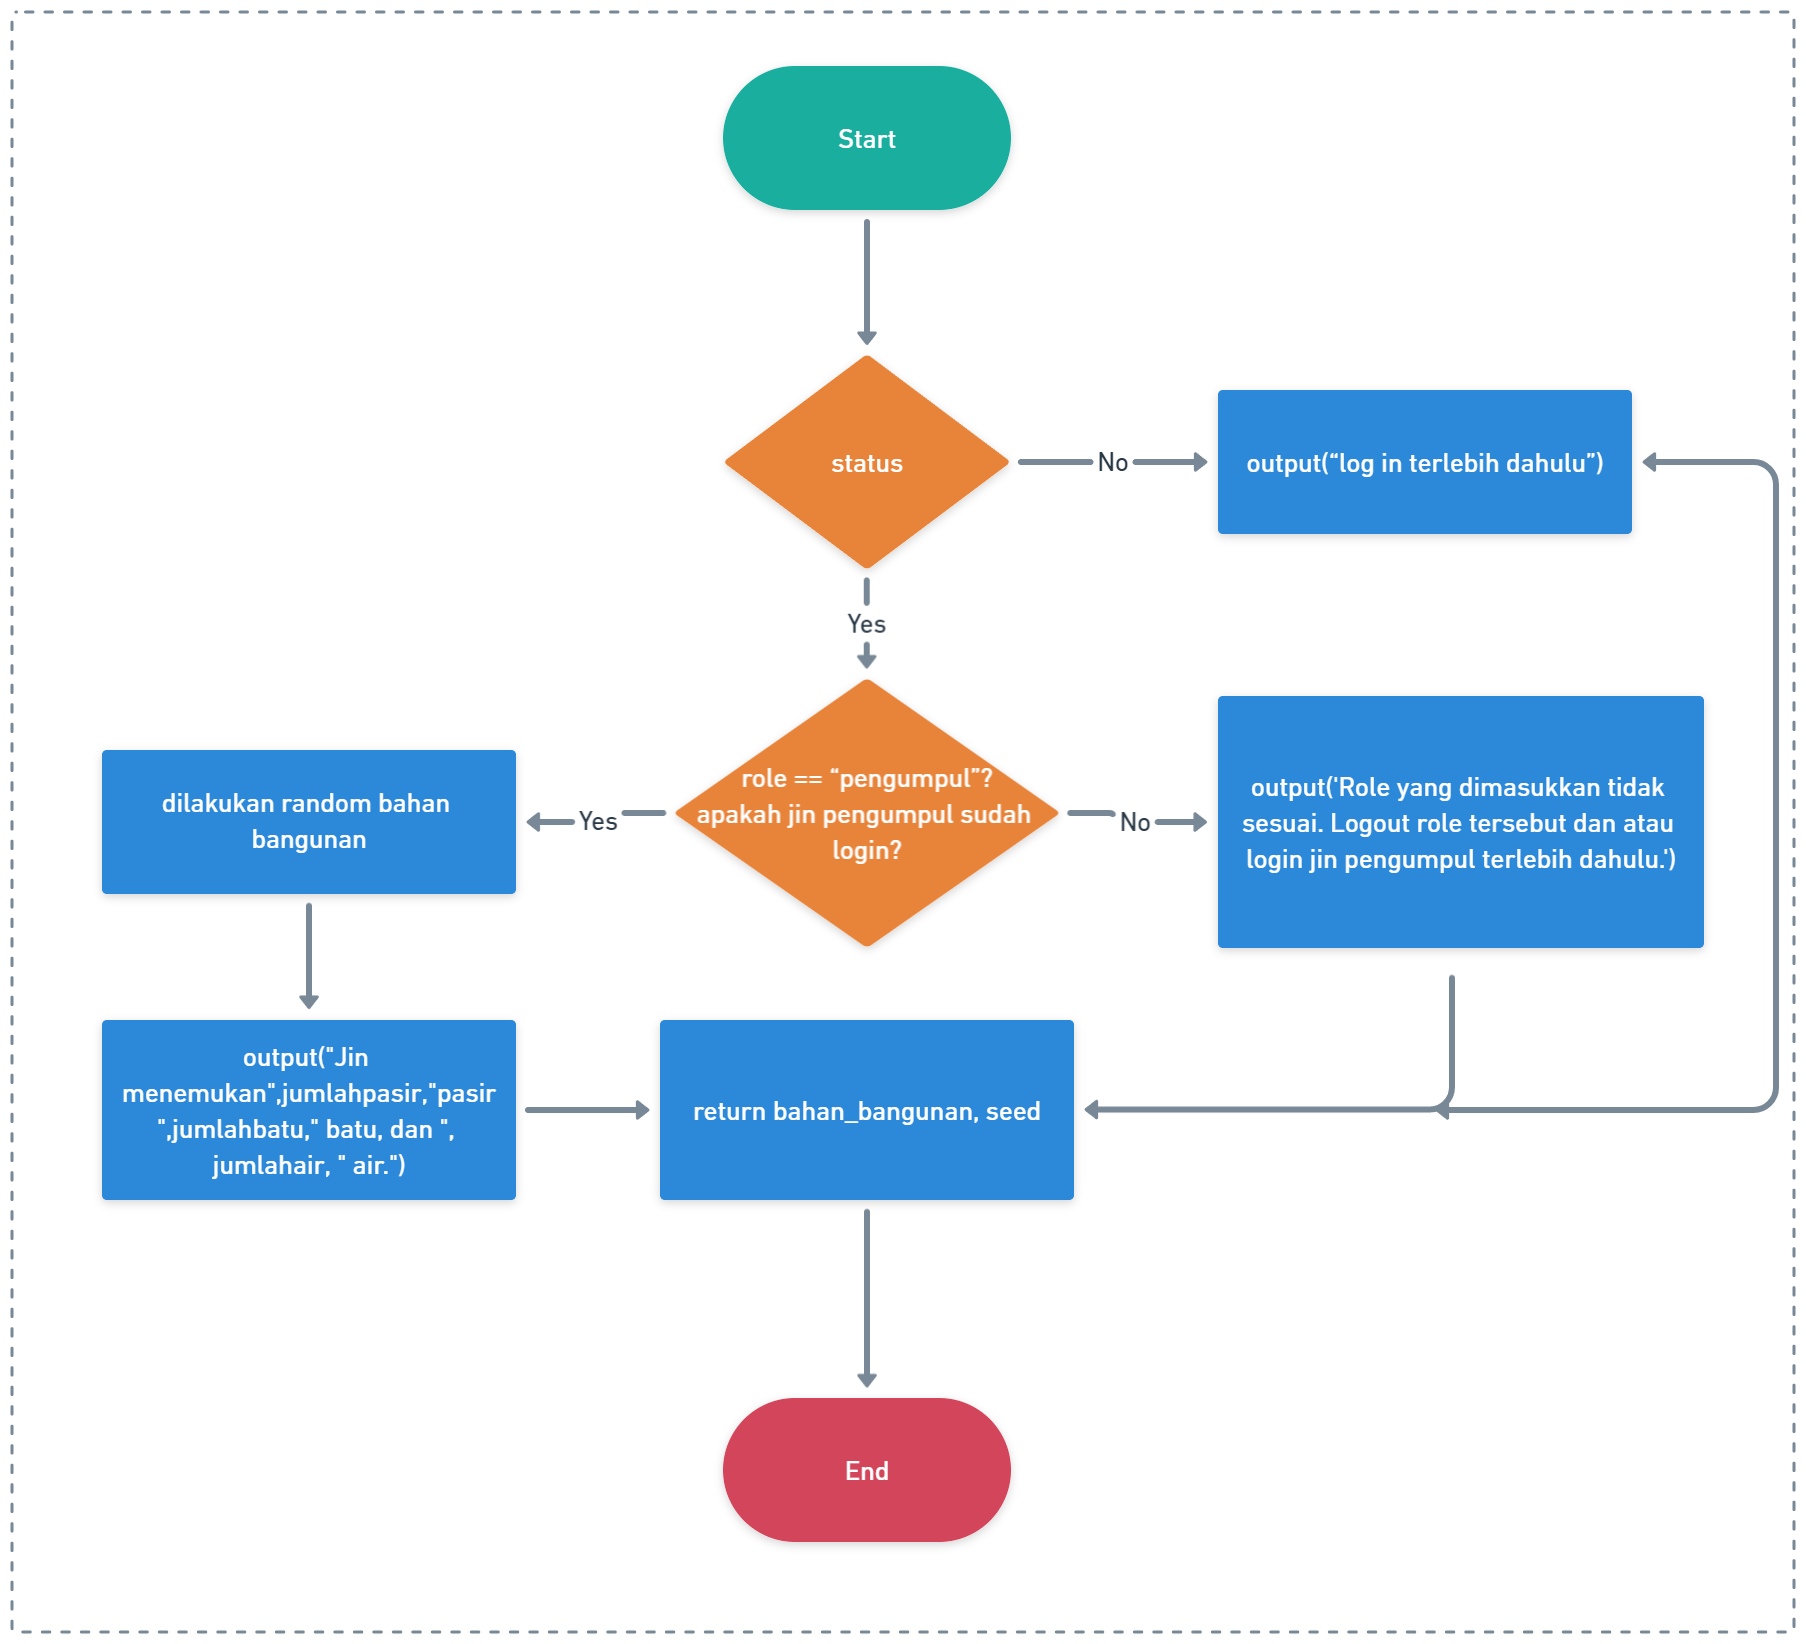 Start
status
No
output(“log in terlebih dahulu”)
Yes
role == “pengumpul”?
apakah jin pengumpul sudah
login?
Yes
dilakukan random bahan
bangunan
No
output('Role yang dimasukkan tidak
sesuai. Logout role tersebut dan atau
login jin pengumpul terlebih dahulu.')
output("Jin
menemukan",jumlahpasir,"pasir
",jumlahbatu," batu, dan ",
jumlahair, " air.")
return bahan_bangunan, seed
End